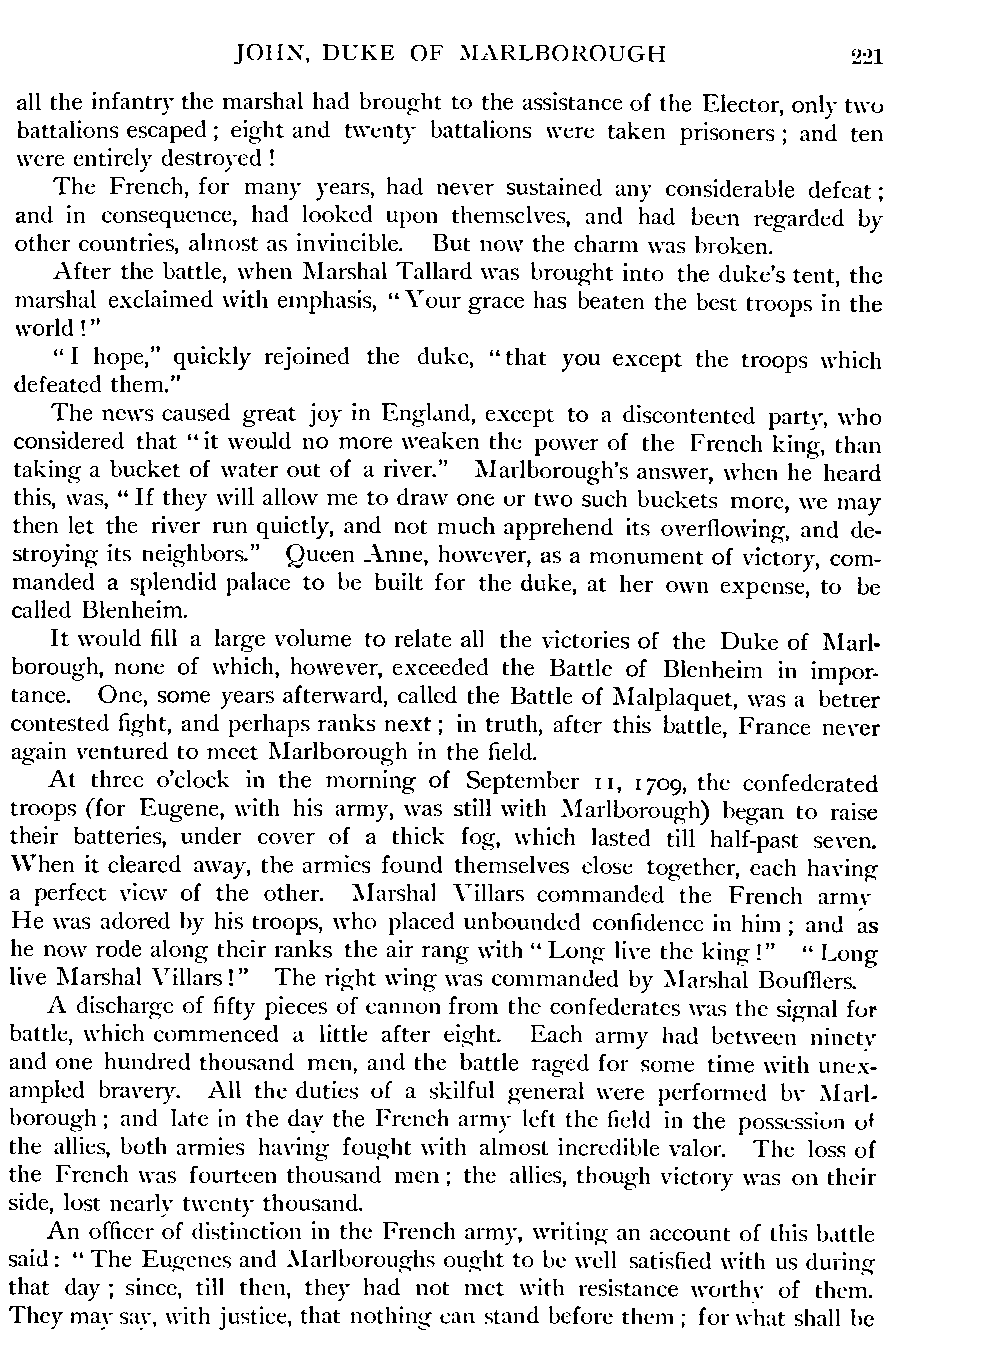 JOHN, DUKE OF MARLBOROUGH 221
all the infantry the marshal had brought to the assistance of the Elector, only two
battalions escaped ; eight and twenty battalions were taken prisoners ; and ten
were entirely destroyed !
The French, for many years, had never sustained any considerable defeat ;
and in consequence, had looked upon themselves, and had been regarded by
other countries, almost as invincible. But now the charm was broken.
After the battle, when Marshal Tallard was brought into the duke's tent, the
marshal exclaimed with emphasis, "Your grace has beaten the best troops in the
world !"
"I hope," quickly rejoined the duke, "that you except the troops which
defeated them."
The news caused great joy in England, except to a discontented party, who
considered that "it would no more weaken the power of the French king, than
taking a bucket of water out of a river." Marlborough's answer, when he heard
this, was, "If they will allow me to draw one or two such buckets more, we may
then let the river run quietly, and not much apprehend its overflowing, and de-
stroying its neighbors." Queen Anne, however, as a monument of victory, com-
manded a splendid palace to be built for the duke, at her own expense, to be
called Blenheim.
It would fill a large volume to relate all the victories of the Duke of Marl-
borough, none of which, however, exceeded the Battle of Blenheim in impor-
tance. One, some years afterward, called the Battle of Malplaquet, was a better
contested fight, and perhaps ranks next ; in truth, after this battle, France never
again ventured to meet Marlborough in the field.
At three o'clock in the morning of September 11, 1709, the confederated
troops (for Eugene, with his army, was still with Marlborough) began to raise
their batteries, under cover of a thick fog, which lasted till half-past seven.
When it cleared away, the armies found themselves close together, each having
a perfect view of the other. Marshal Villars commanded the French army
He was adored by his troops, who placed unbounded confidence in him ; and as
he now rode along their ranks the air rang with "Long live the king !" "Long
live Marshal Villars !" The right wing was commanded by Marshal Boufflers.
A discharge of fifty pieces of cannon from the confederates was the signal for
battle, which commenced a little after eight. Each army had between ninety
and one hundred thousand men, and the battle raged for some time with unex-
ampled bravery. All the duties of a skilful general were performed by Marl-
borough ; and late in the day the French army left the field in the possession of
the allies, both armies having fought with almost incredible valor. The loss of
the French was fourteen thousand men ; the allies, though victory was on their
side, lost nearly twenty thousand.
An officer of distinction in the French army, writing an account of this battle
said : "The Eugenes and Marlboroughs ought to be well satisfied with us during
that day ; since, till then, they had not met with resistance worthy of them.
They may say, with justice, that nothing can stand before them ; for what shall be